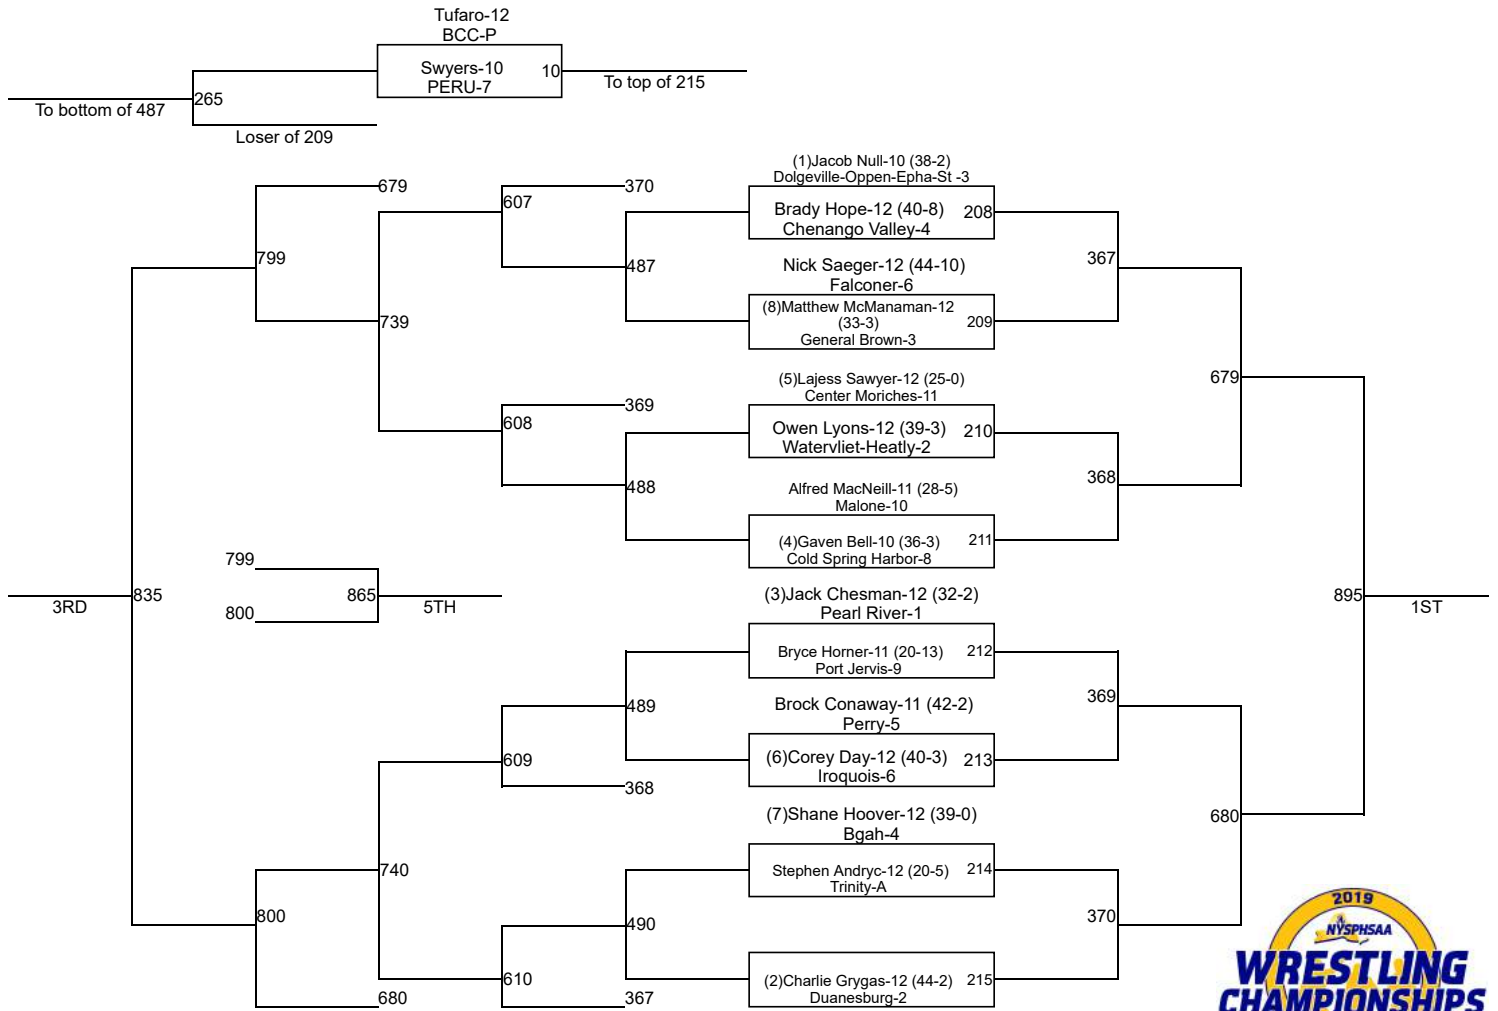 Tufaro-12
BCC-P
Swyers-10
PERU-7
10
To top of 215
265
To bottom of 487
Loser of 209
(1)Jacob Null-10 (38-2)
Dolgeville-Oppen-Epha-St -3
679
370
607
Brady Hope-12 (40-8)
Chenango Valley-4
208
799
487
Nick Saeger-12 (44-10)
Falconer-6
367
739
(8)Matthew McManaman-12
(33-3)
General Brown-3
209
679
(5)Lajess Sawyer-12 (25-0)
Center Moriches-11
369
608
Owen Lyons-12 (39-3)
Watervliet-Heatly-2
210
368
488
Alfred MacNeill-11 (28-5)
Malone-10
(4)Gaven Bell-10 (36-3)
Cold Spring Harbor-8
211
799
3RD
835
865
5TH
800
(3)Jack Chesman-12 (32-2)
Pearl River-1
895
1ST
Bryce Horner-11 (20-13)
Port Jervis-9
212
489
Brock Conaway-11 (42-2)
Perry-5
369
609
(6)Corey Day-12 (40-3)
Iroquois-6
213
368
(7)Shane Hoover-12 (39-0)
Bgah-4
680
740
Stephen Andryc-12 (20-5)
Trinity-A
214
800
490
370
610
(2)Charlie Grygas-12 (44-2)
Duanesburg-2
215
680
367
2019
NYSPHSAA
WRESTLING
CHAMPIONSHIPS